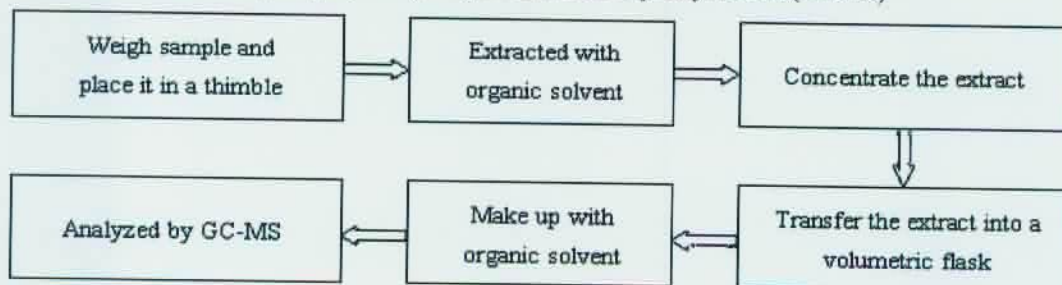 Weigh sample and
place it in a thimble
Extracted with
organic solvent
Concentrate the extract
Transfer the extract into a
volumetric flask
Make up with
organic solvent
Analyzed by GC-MS